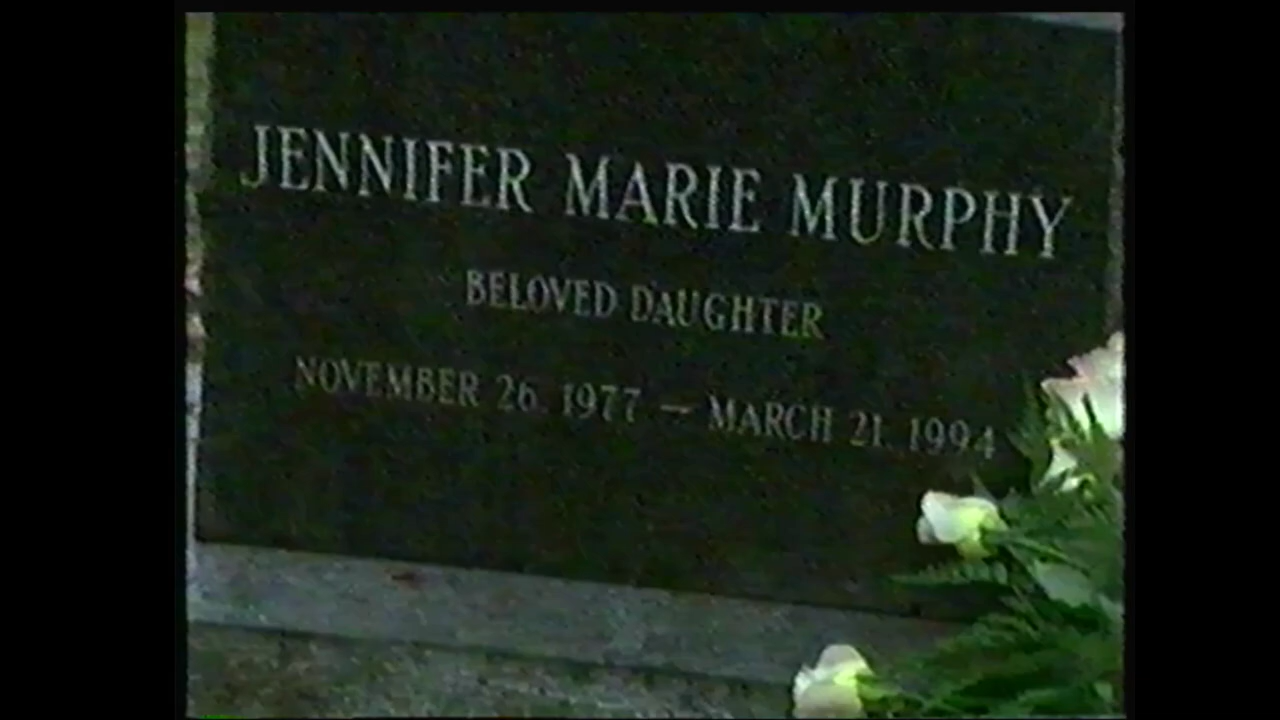 JENNIFER MARIE MURPHY
BELOVED DAUGHTER
NOVEMBER 26, 1977 — MARCH 21, 1994